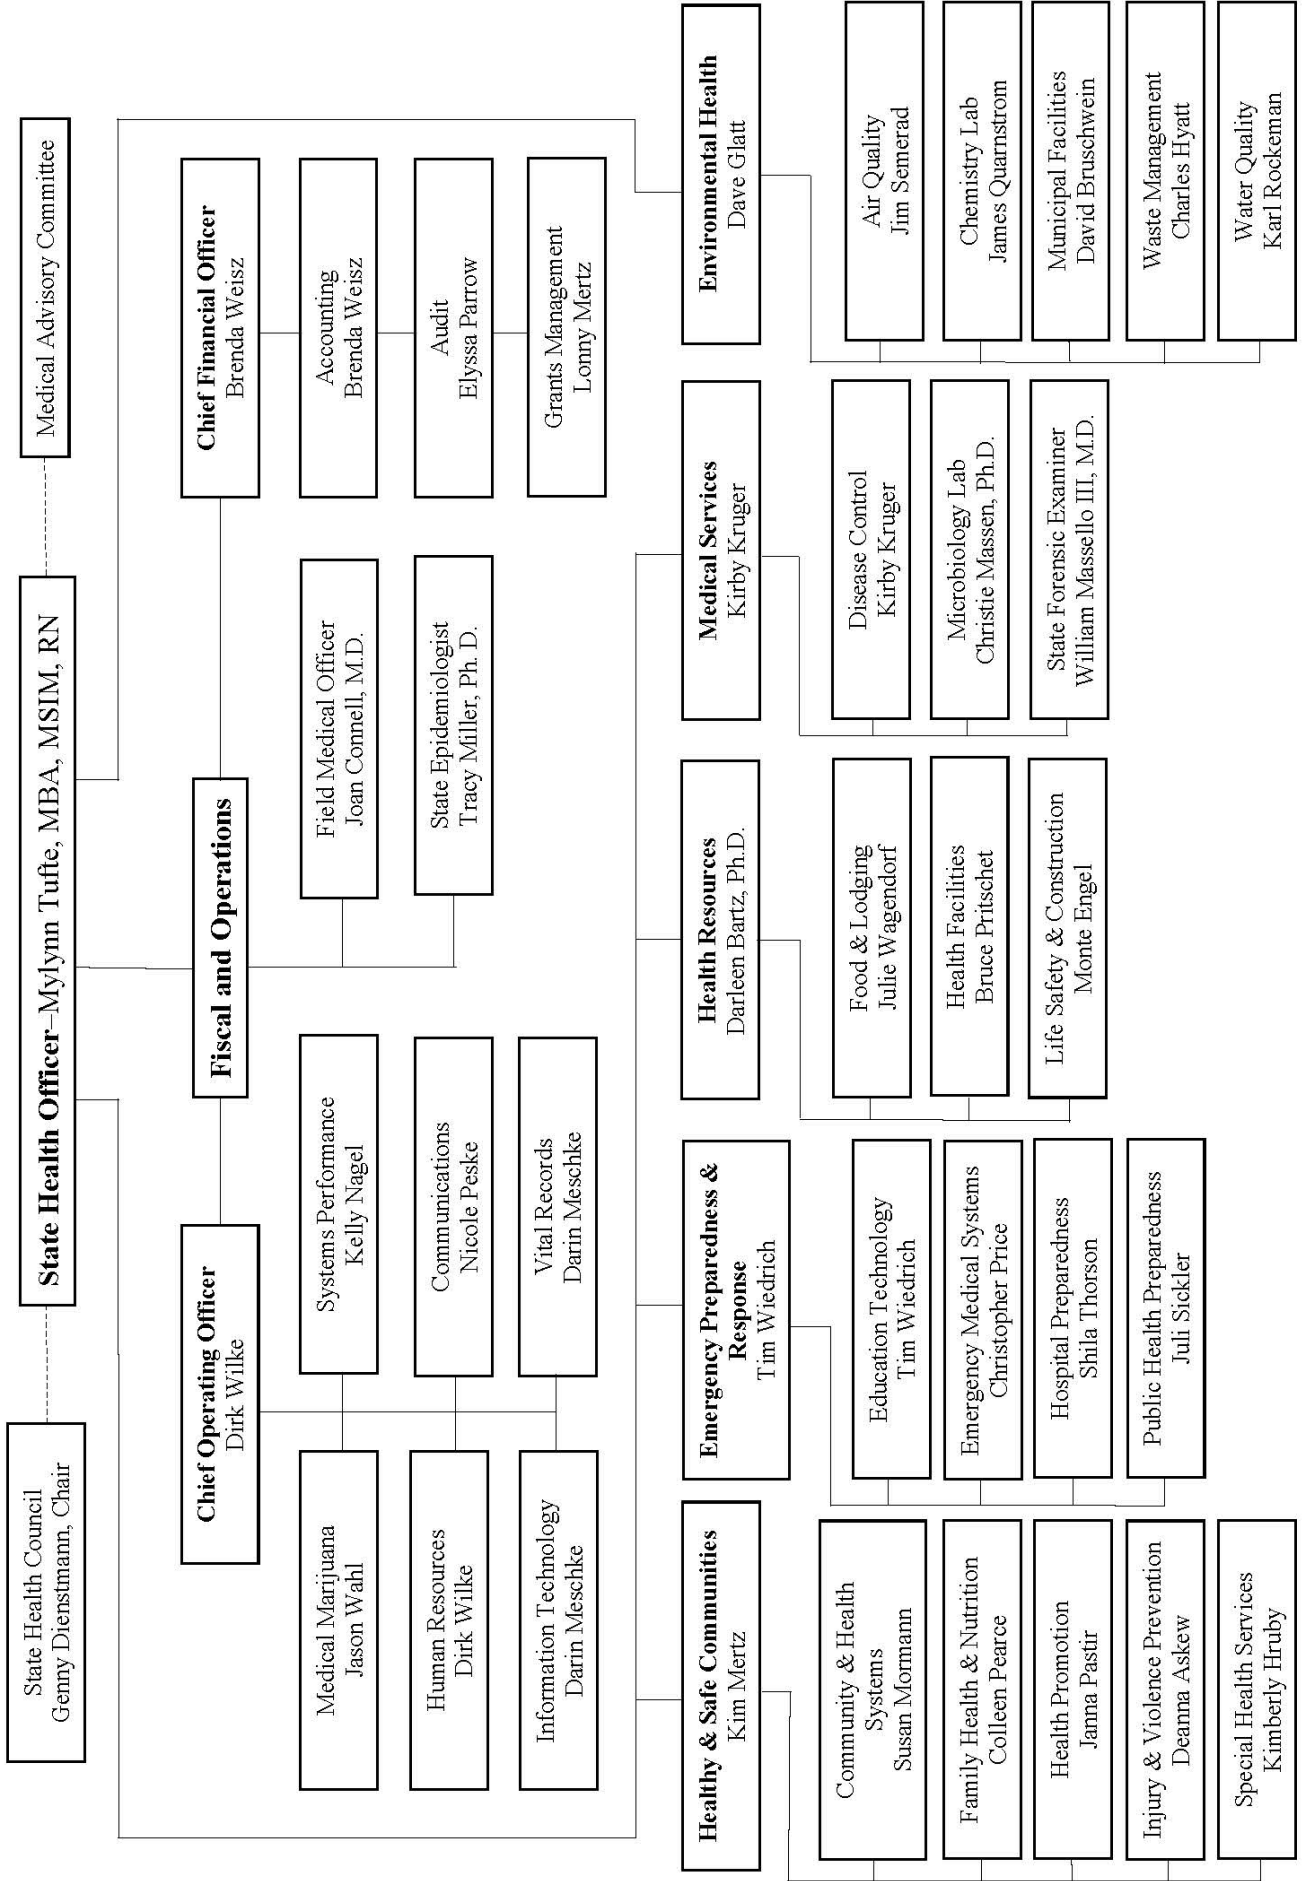 State Health Council
Genny Dienstmann, Chair
State Health Officer–Mylynn Tufte, MBA, MSIM, RN
Medical Advisory Committee
Chief Operating Officer
Dirk Wilke
Fiscal and Operations
Chief Financial Officer
Brenda Weisz
Medical Marijuana
Jason Wahl
Systems Performance
Kelly Nagel
Field Medical Officer
Joan Connell, M.D.
Accounting
Brenda Weisz
Human Resources
Dirk Wilke
Communications
Nicole Peske
State Epidemiologist
Tracy Miller, Ph. D.
Audit
Elyssa Parrow
Information Technology
Darin Meschke
Vital Records
Darin Meschke
Grants Management
Lonny Mertz
Healthy & Safe Communities
Kim Mertz
Community & Health
Systems
Susan Mormann
Family Health & Nutrition
Colleen Pearce
Health Promotion
Janna Pastir
Injury & Violence Prevention
Deanna Askew
Special Health Services
Kimberly Hruby
Emergency Preparedness &
Response
Tim Wiedrich
Education Technology
Tim Wiedrich
Emergency Medical Systems
Christopher Price
Hospital Preparedness
Shila Thorson
Public Health Preparedness
Juli Sickler
Health Resources
Darleen Bartz, Ph.D.
Food & Lodging
Julie Wagendorf
Health Facilities
Bruce Pritschet
Life Safety & Construction
Monte Engel
Medical Services
Kirby Kruger
Disease Control
Kirby Kruger
Microbiology Lab
Christie Massen, Ph.D.
State Forensic Examiner
William Massello III, M.D.
Environmental Health
Dave Glatt
Air Quality
Jim Semerad
Chemistry Lab
James Quarnstrom
Municipal Facilities
David Bruschwein
Waste Management
Charles Hyatt
Water Quality
Karl Rockeman